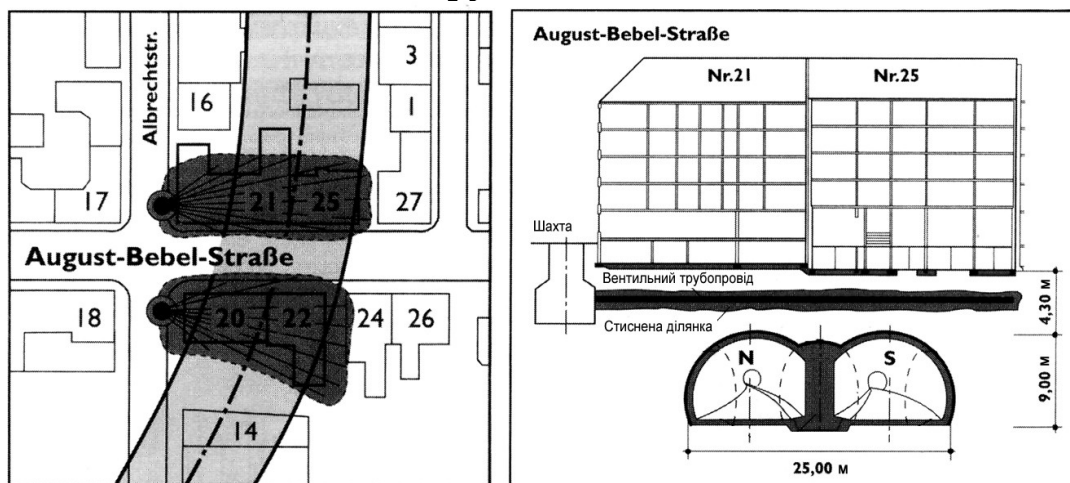 Albrechtstr.
3
16
1
17
21
25
27
August-Bebel-Straße
18
20
22
24
26
14
August-Bebel-Straße
Nr.21
Nr.25
Шахта
Вентильний трубопровід
Стиснена ділянка
4,30 м
N
S
9,00 м
25,00 м